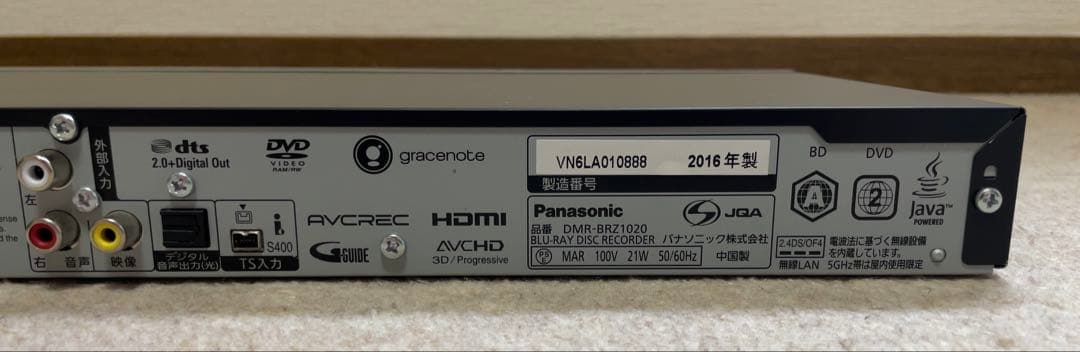 ense
s.
d the
左
右
音声
外部入力
映像
dts
2.0+Digital Out
DVD
VIDEO
RAM/RW
g gracenote
デジタル
音声出力(光)
i
S400
TS入力
AVCREC
HDMI
G-GUIDE
AVCHD
3D/Progressive
VN6LA010888 2016年製
製造番号
Panasonic
JQA
品番 DMR-BRZ1020
BLU-RAY DISC RECORDER パナソニック株式会社
MAR 100V 21W 50/60Hz 中国製
BD
DVD
A
2
Java
POWERED
2.4DS/OF4
無線LAN
電波法に基づく無線設備
を内蔵しています。
5GHz帯は屋内使用限定